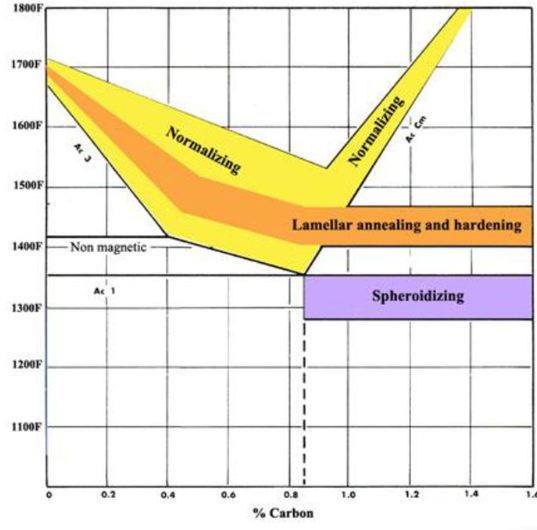 1800F
1700F
1600F
1500F
1400F
1300F
1200F
1100F
1000F
Normalizing
Normalizing
Ac 3
Ac Cm
Lamellar annealing and hardening
Non magnetic
Ac 1
Spheroidizing
0 0.2 0.4 0.6 0.8 1.0 1.2 1.4 1.6
% Carbon